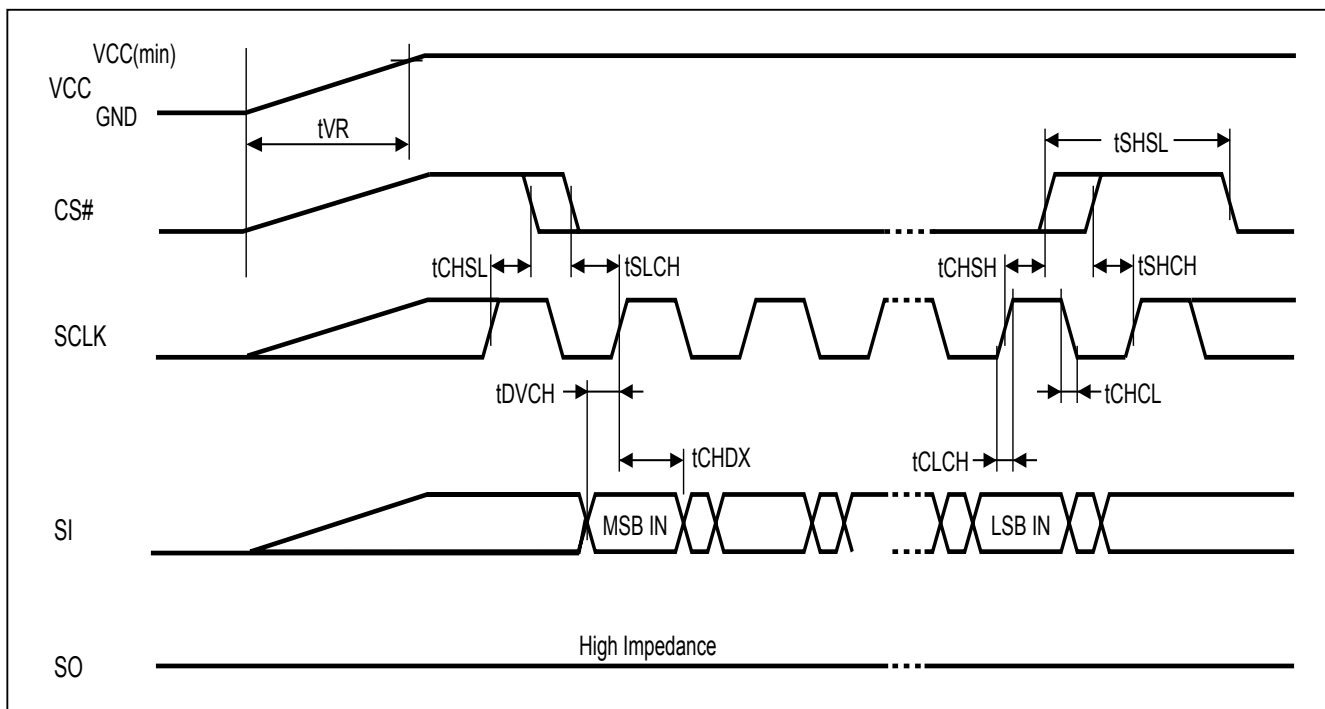 VCC(min)
VCC
GND
tVR
tSHSL
CS#
tCHSL
tSLCH
tCHSH
tSHCH
SCLK
tDVCH
tCHCL
tCHDX
tCLCH
SI
MSB IN
LSB IN
High Impedance
SO